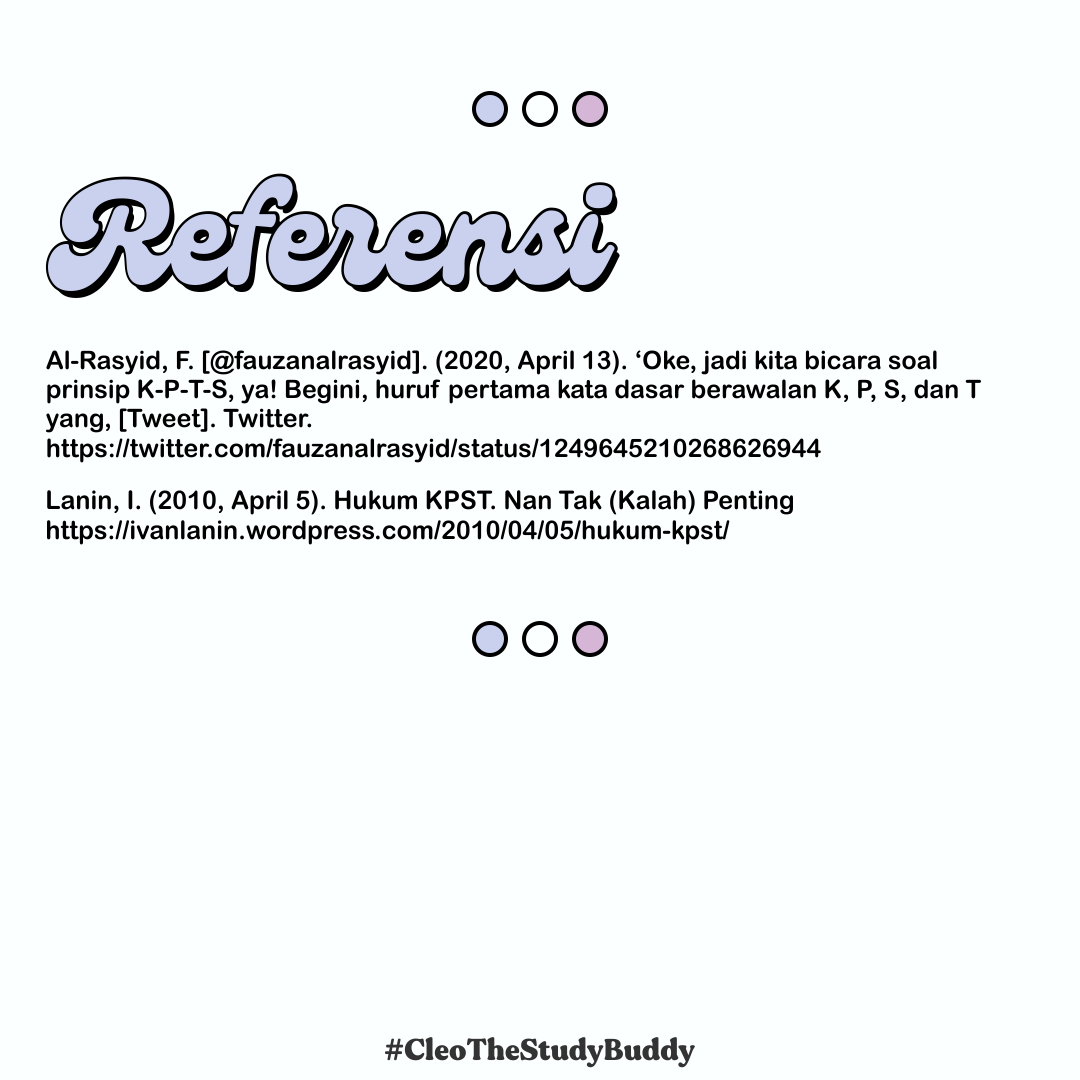 Referensi
Al-Rasyid, F. [@fauzanalrasyid]. (2020, April 13). ‘Oke, jadi kita bicara soal
prinsip K-P-T-S, ya! Begini, huruf pertama kata dasar berawalan K, P, S, dan T
yang, [Tweet]. Twitter.
https://twitter.com/fauzanalrasyid/status/1249645210268626944
Lanin, I. (2010, April 5). Hukum KPST. Nan Tak (Kalah) Penting
https://ivanlanin.wordpress.com/2010/04/05/hukum-kpst/
#CleoTheStudyBuddy